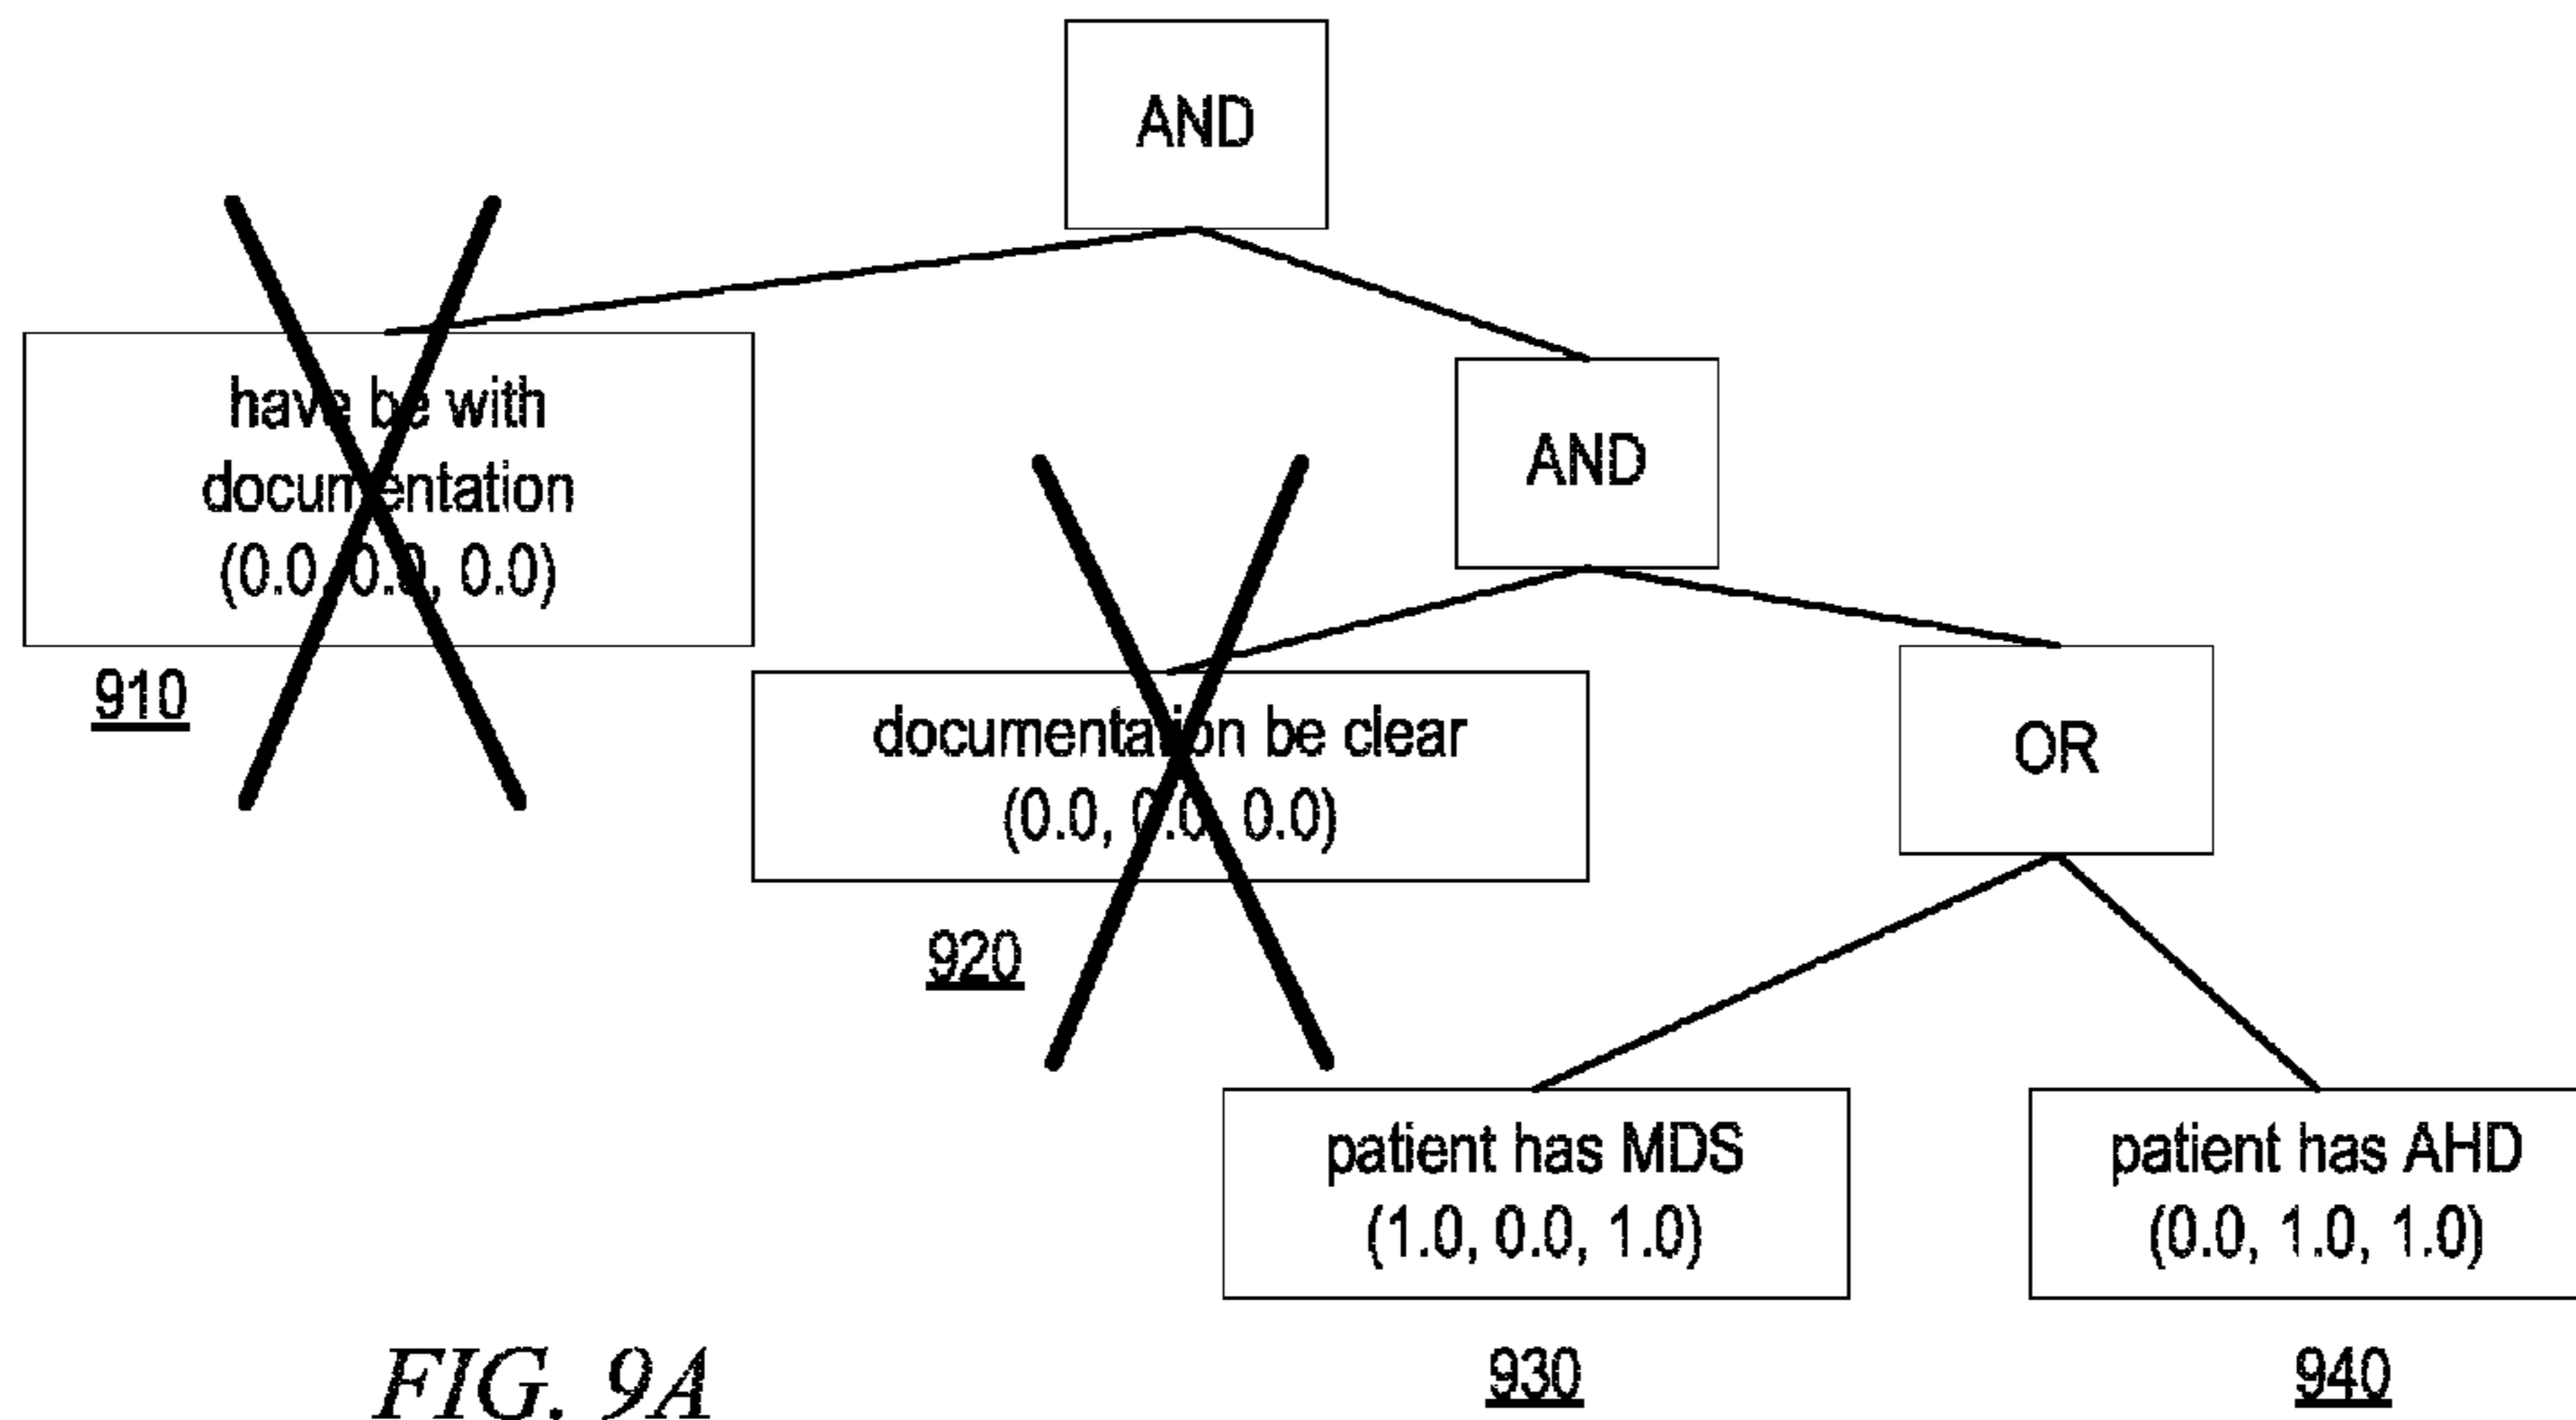 AND
have be with
documentation
(0.0, 0.0, 0.0)
910
AND
documentation be clear
(0.0, 0.0, 0.0)
920
OR
patient has MDS
(1.0, 0.0, 1.0)
930
patient has AHD
(0.0, 1.0, 1.0)
940
FIG. 9A